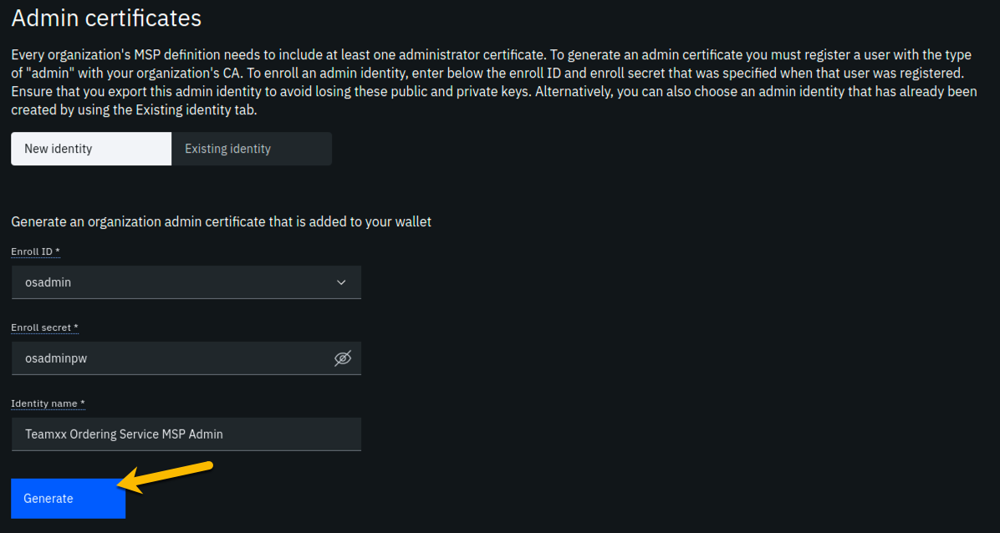 Admin certificates
Every organization's MSP definition needs to include at least one administrator certificate. To generate an admin certificate you must register a user with the type
of "admin" with your organization's CA. To enroll an admin identity, enter below the enroll ID and enroll secret that was specified when that user was registered.
Ensure that you export this admin identity to avoid losing these public and private keys. Alternatively, you can also choose an admin identity that has already been
created by using the Existing identity tab.
New identity
Existing identity
Generate an organization admin certificate that is added to your wallet
Enroll ID *
osadmin
Enroll secret *
osadminpw
Identity name *
Teamxx Ordering Service MSP Admin
Generate